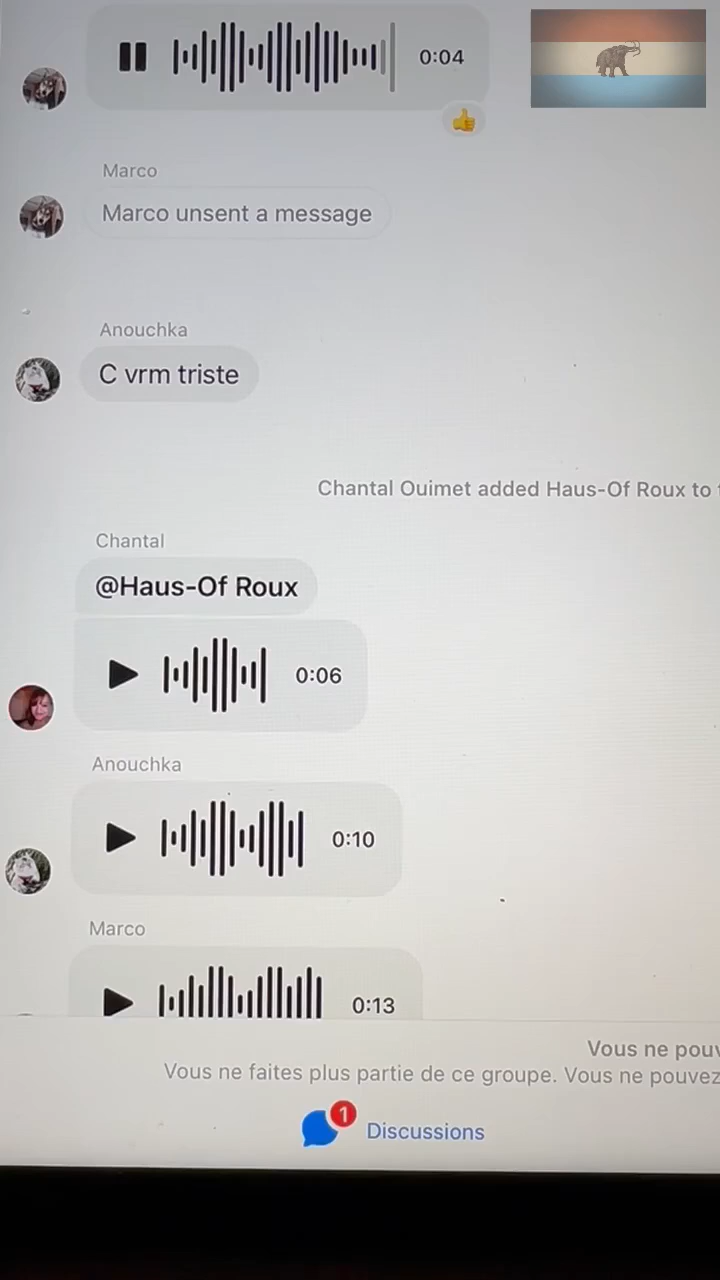 0:04
Marco
Marco unsent a message
Anouchka
C vrm triste
Chantal Ouimet added Haus-Of Roux to
Chantal
@Haus-Of Roux
0:06
Anouchka
0:10
Marco
0:13
Vous ne
Vous ne faites plus partie de ce groupe. Vous ne pouvez
1
Discussions